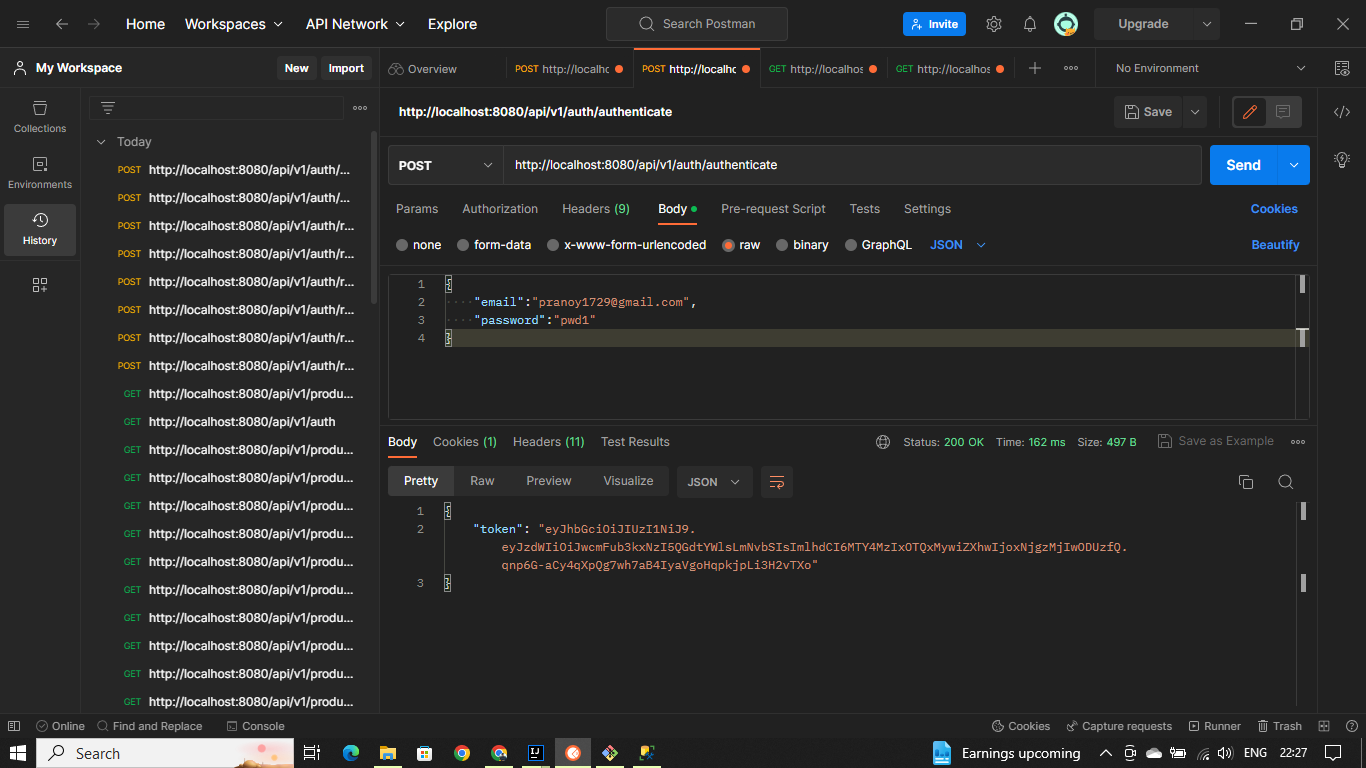 Home
Workspaces
API Network
Explore
Search Postman
Invite
Upgrade
My Workspace
New
Import
Overview
POST http://localhc
POST http://localhc
GET http://localhos
GET http://localhos
No Environment
Collections
Environments
History
Today
POST http://localhost:8080/api/v1/auth/...
POST http://localhost:8080/api/v1/auth/...
POST http://localhost:8080/api/v1/auth/r...
POST http://localhost:8080/api/v1/auth/r...
POST http://localhost:8080/api/v1/auth/r...
POST http://localhost:8080/api/v1/auth/r...
POST http://localhost:8080/api/v1/auth/r...
POST http://localhost:8080/api/v1/auth/r...
GET http://localhost:8080/api/v1/produ...
GET http://localhost:8080/api/v1/auth
GET http://localhost:8080/api/v1/produ...
GET http://localhost:8080/api/v1/produ...
GET http://localhost:8080/api/v1/produ...
GET http://localhost:8080/api/v1/produ...
GET http://localhost:8080/api/v1/produ...
GET http://localhost:8080/api/v1/produ...
GET http://localhost:8080/api/v1/produ...
GET http://localhost:8080/api/v1/produ...
GET http://localhost:8080/api/v1/produ...
http://localhost:8080/api/v1/auth/authenticate
Save
POST
http://localhost:8080/api/v1/auth/authenticate
Send
Params Authorization Headers (9) Body Pre-request Script Tests Settings
Cookies
none form-data x-www-form-urlencoded raw binary GraphQL JSON
Beautify
1 {
2 "email":"pranoy1729@gmail.com",
3 "password":"pwd1"
4 }
Body Cookies (1) Headers (11) Test Results
Status: 200 OK Time: 162 ms Size: 497 B
Save as Example
Pretty Raw Preview Visualize JSON
1 {
2 "token": "eyJhbGciOiJIUzI1NiJ9.
eyJzdWIiOiJwcmFub3kxNzI5QGdtYWlsLmNvbSIsImlhdCI6MTY4MzIxOTQxMywiZXhwIjoxNjgzMjIwODUzfQ.
qnp6G-aCy4qXpQg7wh7aB4IyaVgoHqpkjpLi3H2vTXo"
3 }
Online
Find and Replace
Console
Cookies
Capture requests
Runner
Trash
Search
Earnings upcoming
ENG
22:27